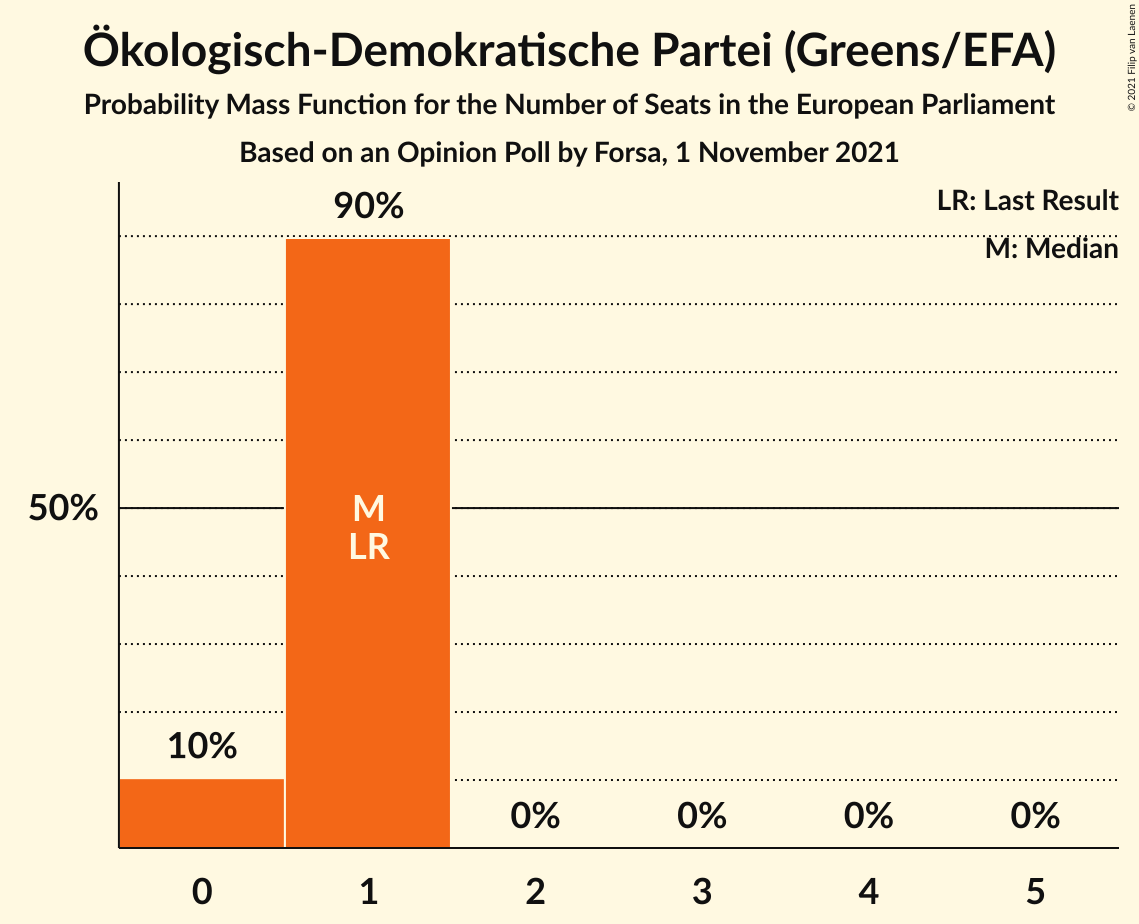 Ökologisch-Demokratische Partei (Greens/EFA)
Probability Mass Function for the Number of Seats in the European Parliament
Based on an Opinion Poll by Forsa, 1 November 2021
© 2021 Filip van Laenen
LR: Last Result
M: Median
90%
50%
M
LR
10%
0%
0%
0%
0%
0
1
2
3
4
5